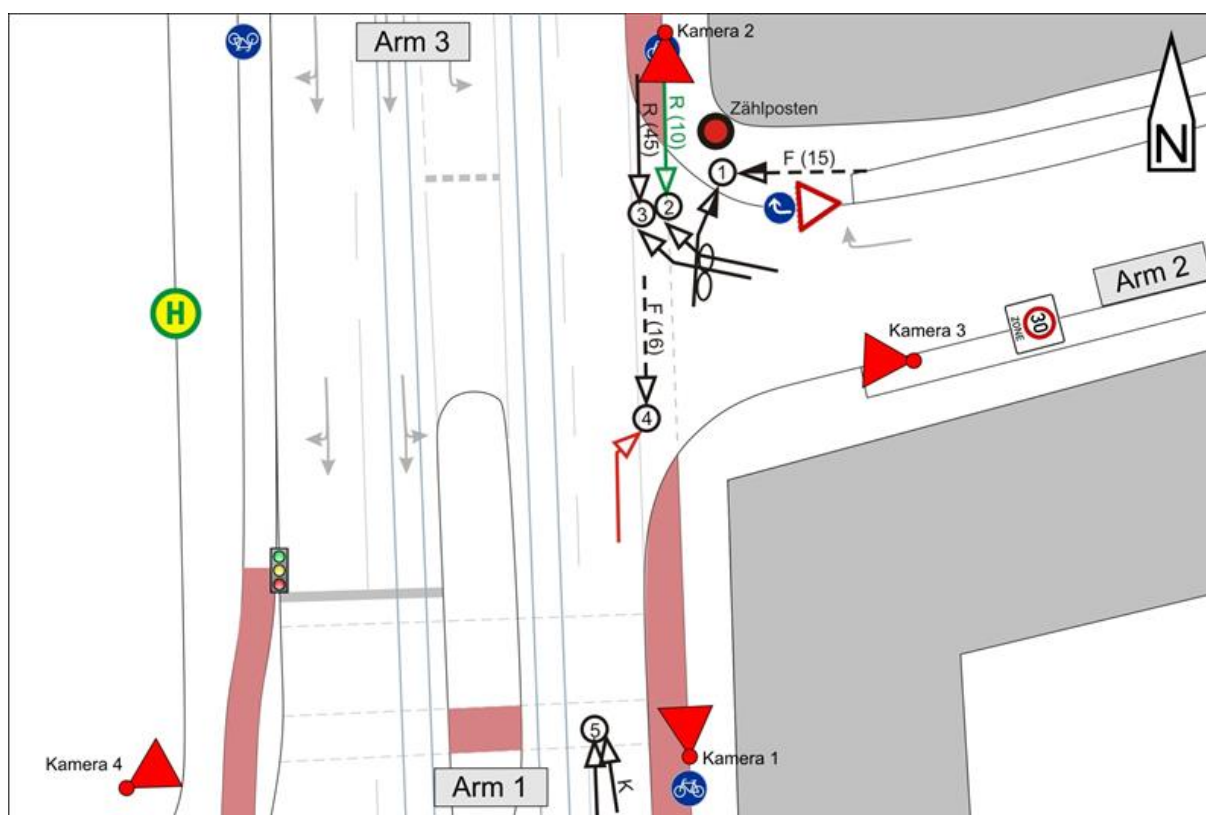 Arm 3
Kamera 2
Zählposten
R (45)
R (10)
F (15)
1
N
3
2
Arm 2
H
F (16)
30
ZONE
Kamera 3
4
5
Kamera 4
Kamera 1
K
Arm 1